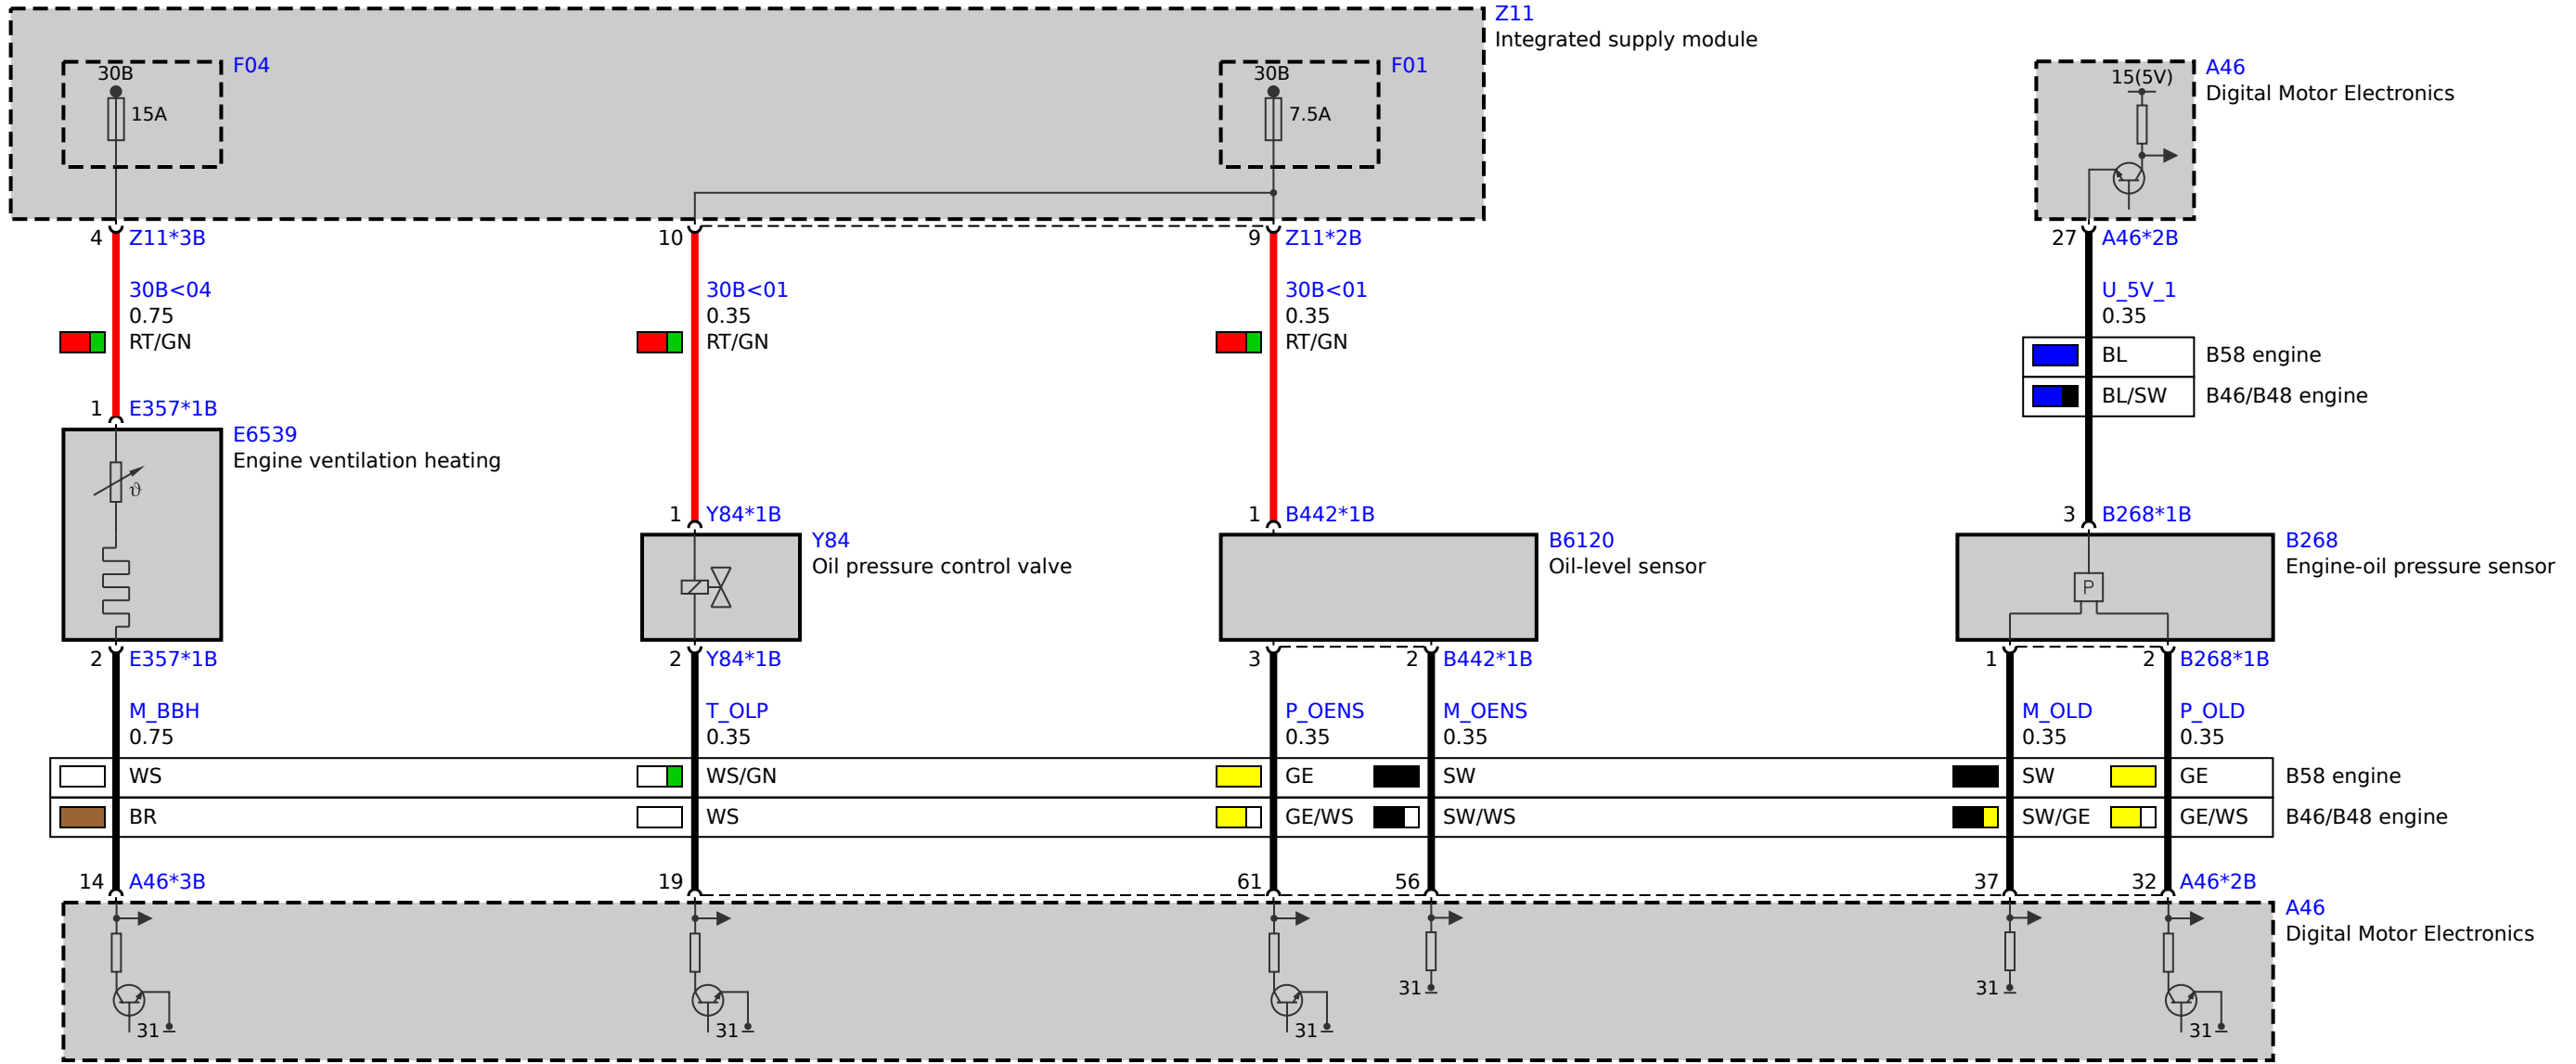 Z11
Integrated supply module
F04
30B
15A
F01
30B
7.5A
A46
Digital Motor Electronics
15(5V)
4 Z11*3B
10
9 Z11*2B
27 A46*2B
30B<04
0.75
RT/GN
30B<01
0.35
RT/GN
30B<01
0.35
RT/GN
U_5V_1
0.35
BL B58 engine
BL/SW B46/B48 engine
1 E357*1B
E6539
Engine ventilation heating
ϑ
1 Y84*1B
Y84
Oil pressure control valve
1 B442*1B
B6120
Oil-level sensor
3 B268*1B
B268
Engine-oil pressure sensor
P
2 E357*1B
2 Y84*1B
3
2 B442*1B
1
2 B268*1B
M_BBH
0.75
T_OLP
0.35
P_OENS
0.35
M_OENS
0.35
M_OLD
0.35
P_OLD
0.35
WS WS/GN GE SW SW GE B58 engine
BR WS GE/WS SW/WS SW/GE GE/WS B46/B48 engine
14 A46*3B
19
61
56
37
32 A46*2B
A46
Digital Motor Electronics
31
31
31
31
31
31